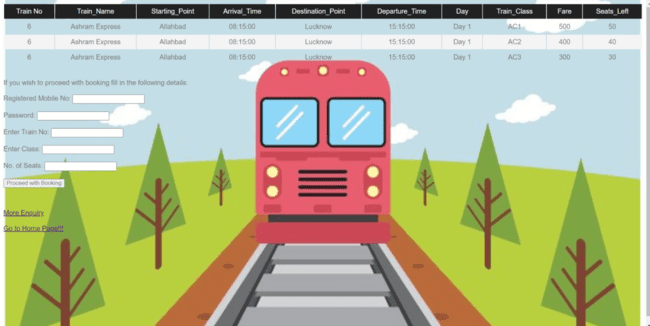 Train No Train_Name Starting_Point Arrival_Time Destination_Point Departure_Time Day Train_Class Fare Seats_Left
6 Ashram Express Allahbad 08:15:00 Lucknow 15:15:00 Day 1 AC1 500 50
6 Ashram Express Allahbad 08:15:00 Lucknow 15:15:00 Day 1 AC2 400 40
6 Ashram Express Allahbad 08:15:00 Lucknow 15:15:00 Day 1 AC3 300 30
If you wish to proceed with booking fill in the following details:
Registered Mobile No:
Password:
Enter Train No:
Enter Class:
No. of Seats:
Proceed with Booking
More Enquiry
Go to Home Page!!!